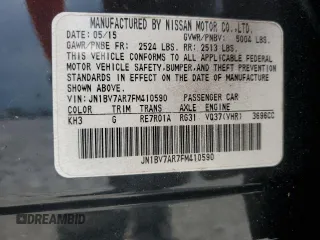 MANUFACTURED BY NISSAN MOTOR CO.,LTD.
DATE: 05/15 GVWR/PNBV: 5004 LBS.
GAWR/PNBE FR: 2524 LBS. RR: 2513 LBS.
THIS VEHICLE CONFORMS TO ALL APPLICABLE FEDERAL
MOTOR VEHICLE SAFETY,BUMPER,AND THEFT PREVENTION
STANDARDS IN EFFECT ON THE DATE OF MANUFACTURE
SHOWN ABOVE.
VIN: JN1BV7AR7FM410590 PASSENGER CAR
COLOR TRIM TRANS AXLE ENGINE
KH3 G RE7R01A RG31 VQ37(VHR) 3696CC
JN1BV7AR7FM410590
DREAMBID